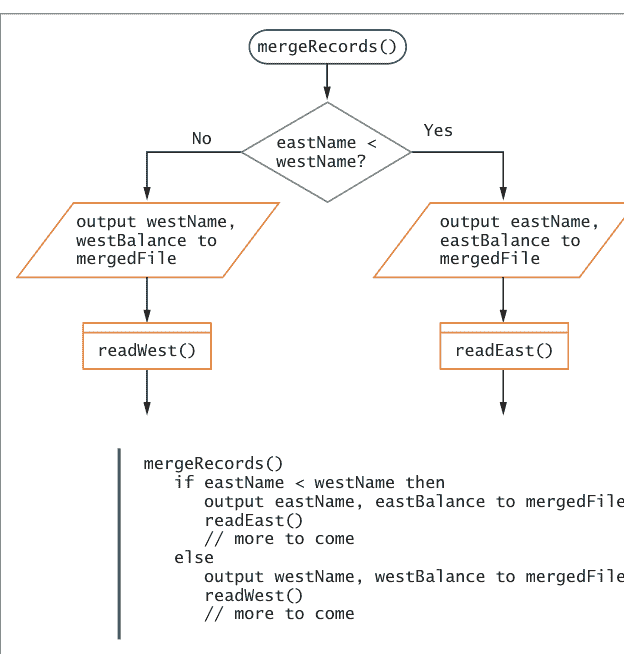 mergeRecords()
eastName <
westName?
No
Yes
output westName,
westBalance to
mergedFile
output eastName,
eastBalance to
mergedFile
readWest()
readEast()
mergeRecords()
if eastName < westName then
output eastName, eastBalance to mergedFile
readEast()
// more to come
else
output westName, westBalance to mergedFile
readWest()
// more to come